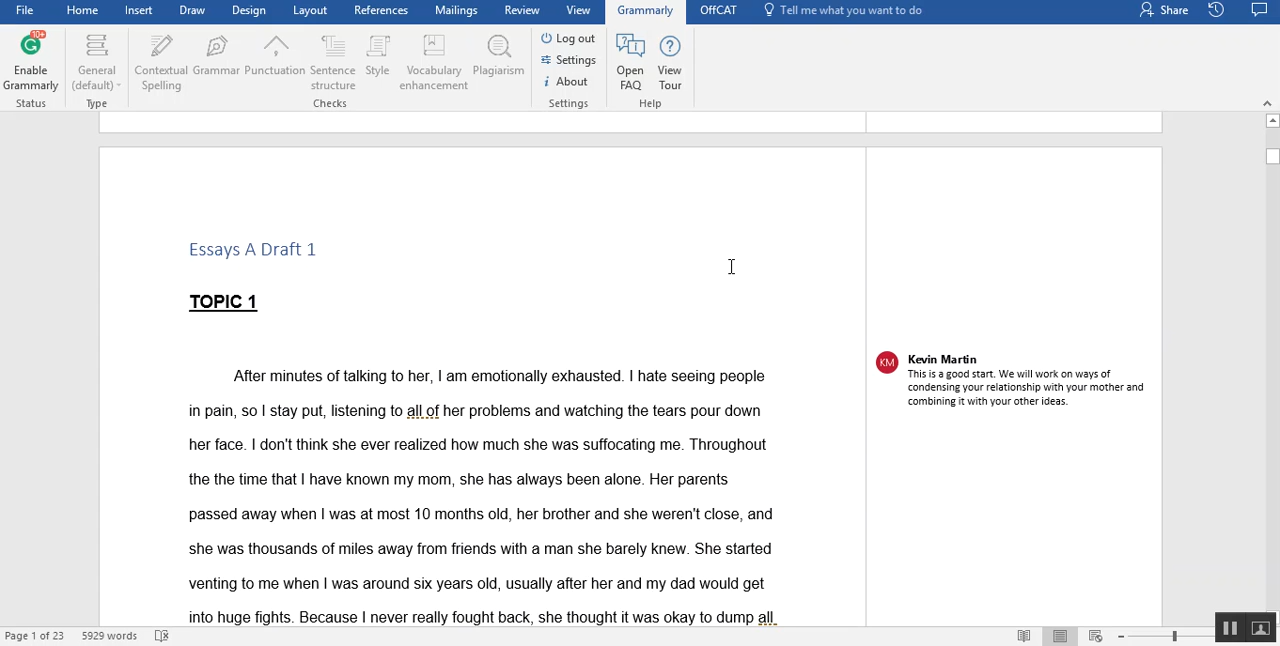 File Home Insert Draw Design Layout References Mailings Review View Grammarly OffCAT Tell me what you want to do Share
10+
Enable Grammarly
Status
General (default)
Type
Contextual Spelling
Grammar
Punctuation
Sentence structure
Style
Vocabulary enhancement
Plagiarism
Checks
Log out
Settings
About
Settings
Open FAQ
View Tour
Help
Essays A Draft 1
TOPIC 1
After minutes of talking to her, I am emotionally exhausted. I hate seeing people
in pain, so I stay put, listening to all of her problems and watching the tears pour down
her face. I don't think she ever realized how much she was suffocating me. Throughout
the the time that I have known my mom, she has always been alone. Her parents
passed away when I was at most 10 months old, her brother and she weren't close, and
she was thousands of miles away from friends with a man she barely knew. She started
venting to me when I was around six years old, usually after her and my dad would get
into huge fights. Because I never really fought back, she thought it was okay to dump all
KM
Kevin Martin
This is a good start. We will work on ways of
condensing your relationship with your mother and
combining it with your other ideas.
Page 1 of 23 5929 words